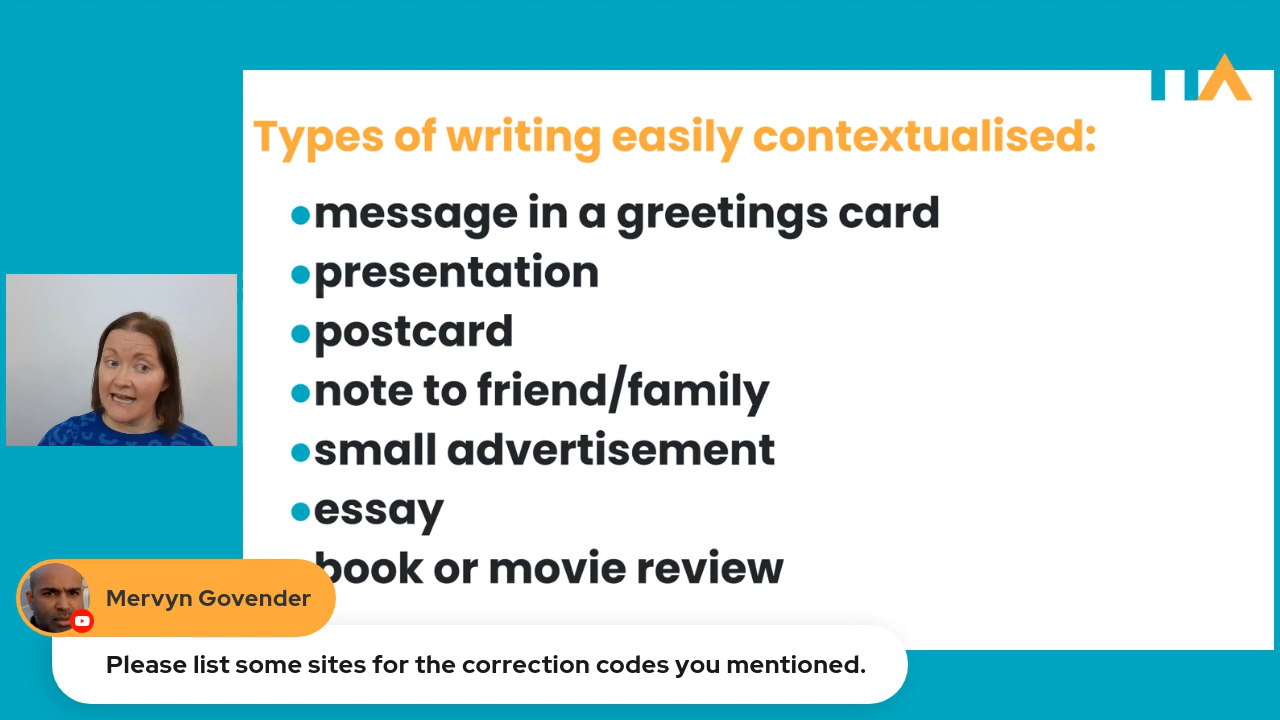 Types of writing easily contextualised:
•message in a greetings card
•presentation
•postcard
•note to friend/family
•small advertisement
•essay
book or movie review
Mervyn Govender
Please list some sites for the correction codes you mentioned.